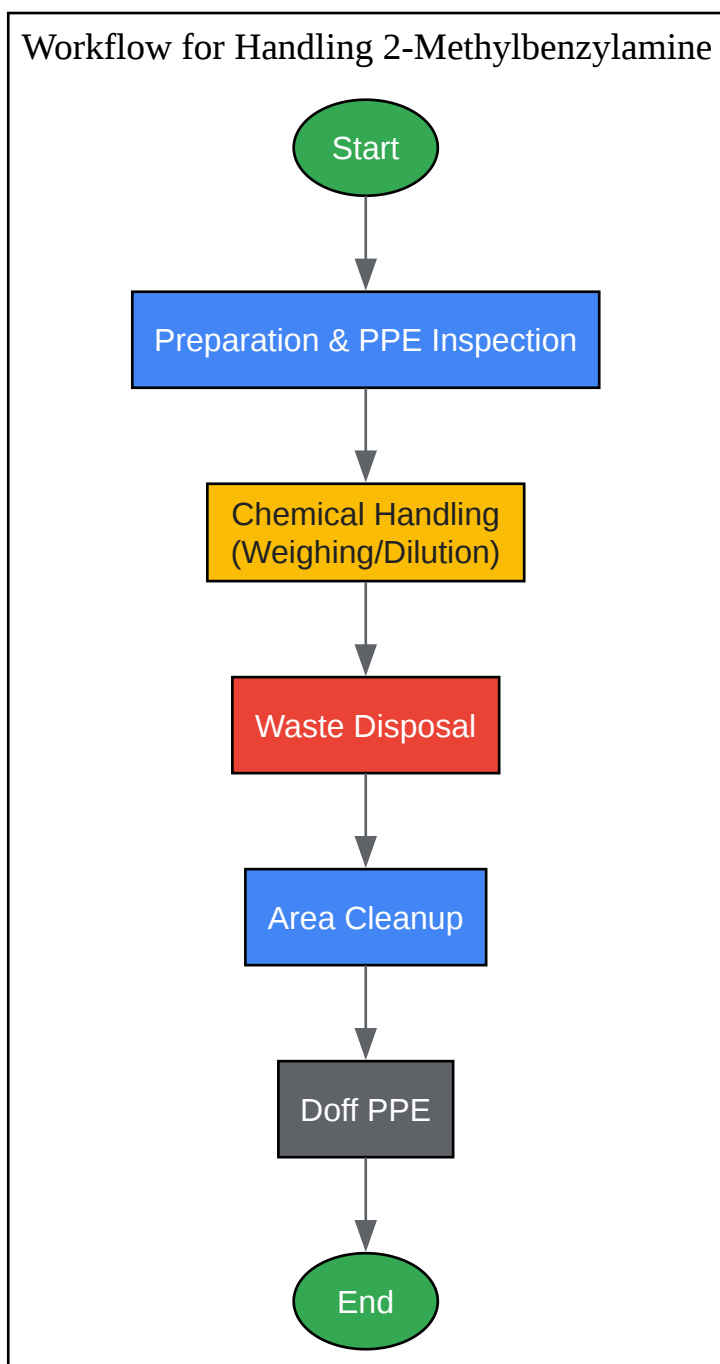 Workflow for Handling 2-Methylbenzylamine
Start
Preparation & PPE Inspection
Chemical Handling
(Weighing/Dilution)
Waste Disposal
Area Cleanup
Doff PPE
End